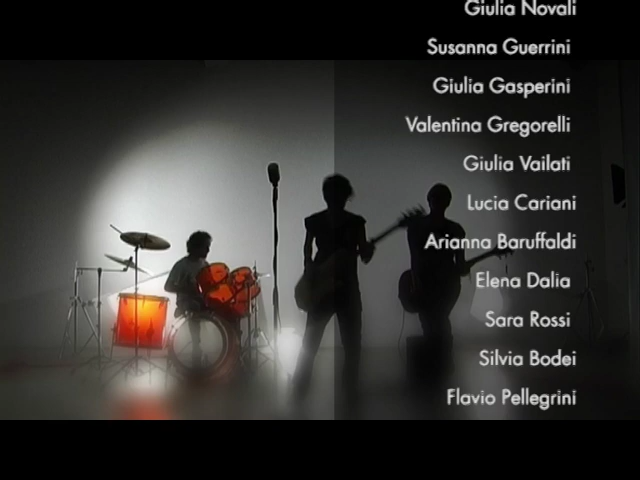 Giulia Novali
Susanna Guerrini
Giulia Gasperini
Valentina Gregorelli
Giulia Vailati
Lucia Cariani
Arianna Baruffaldi
Elena Dalia
Sara Rossi
Silvia Bodei
Flavio Pellegrini